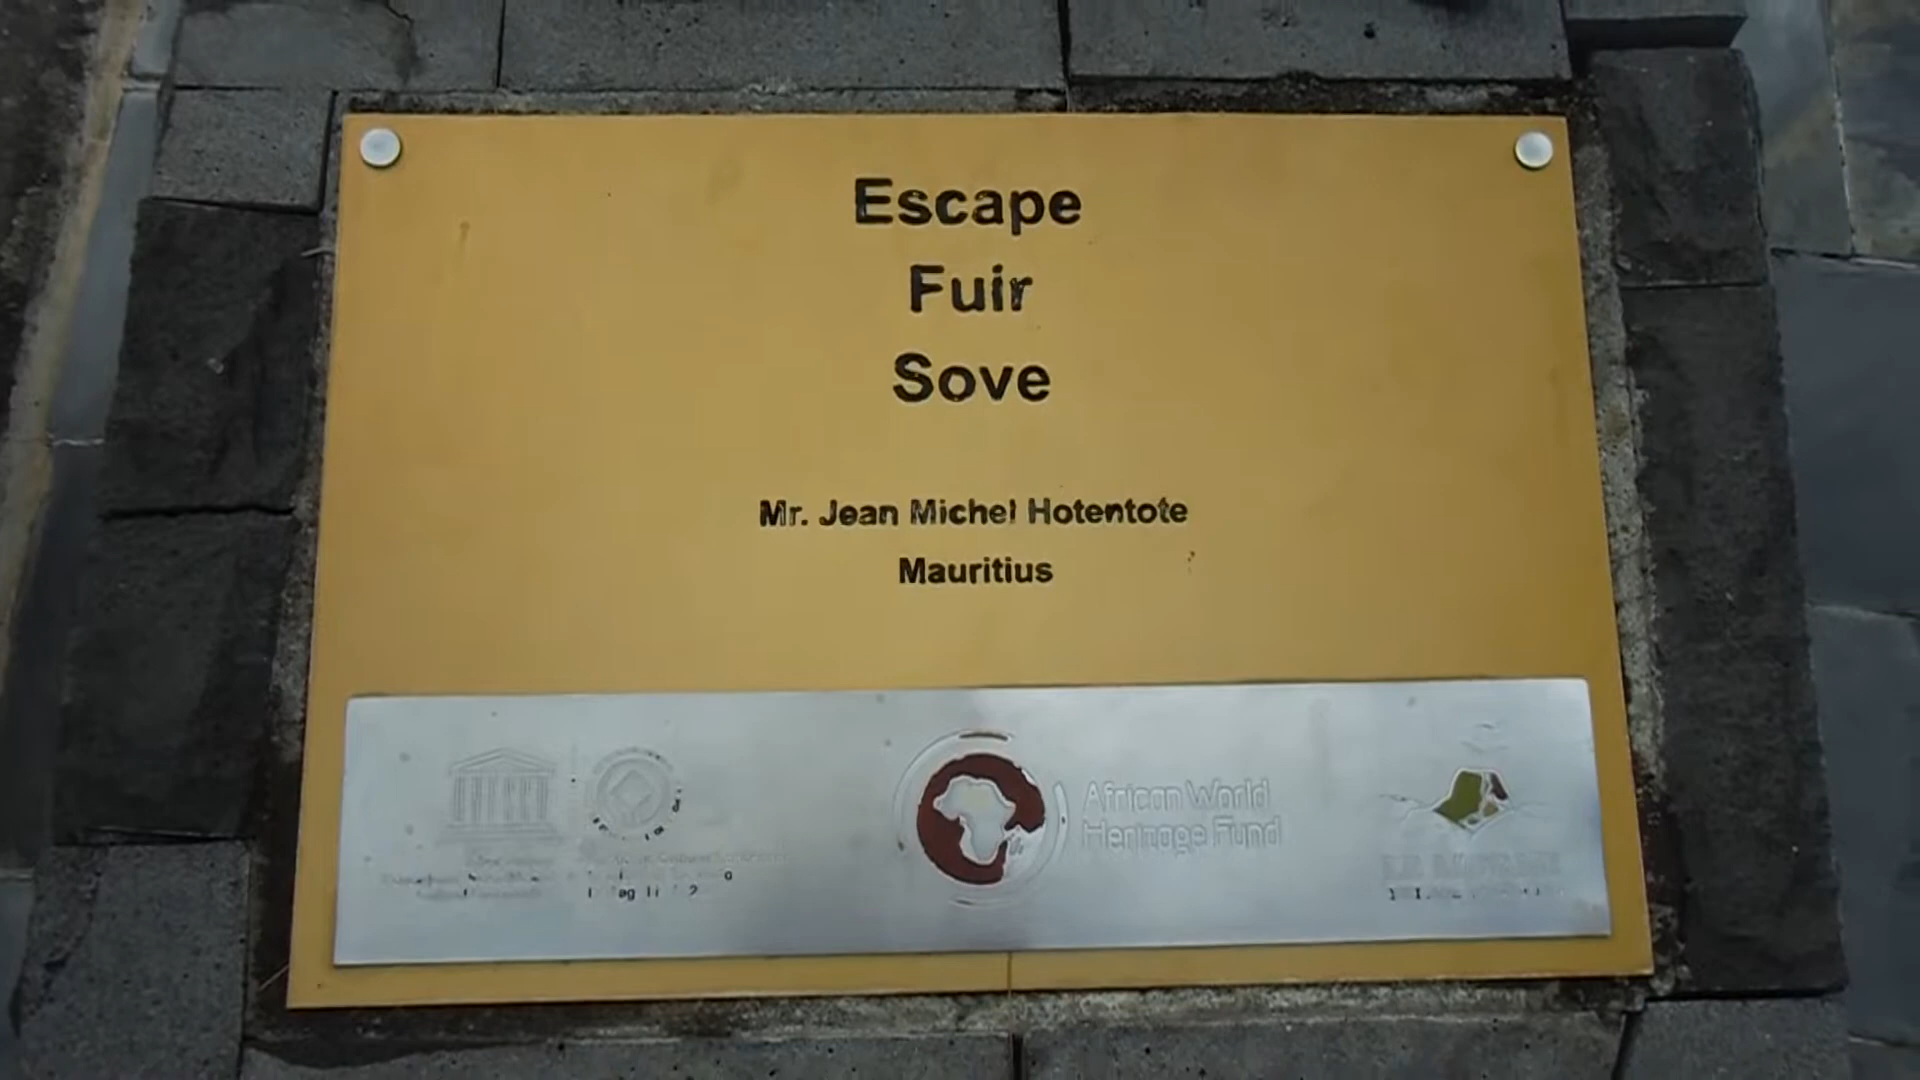 Escape
Fuir
Sove
Mr. Jean Michel Hotentote
Mauritius
African World
Heritage Fund